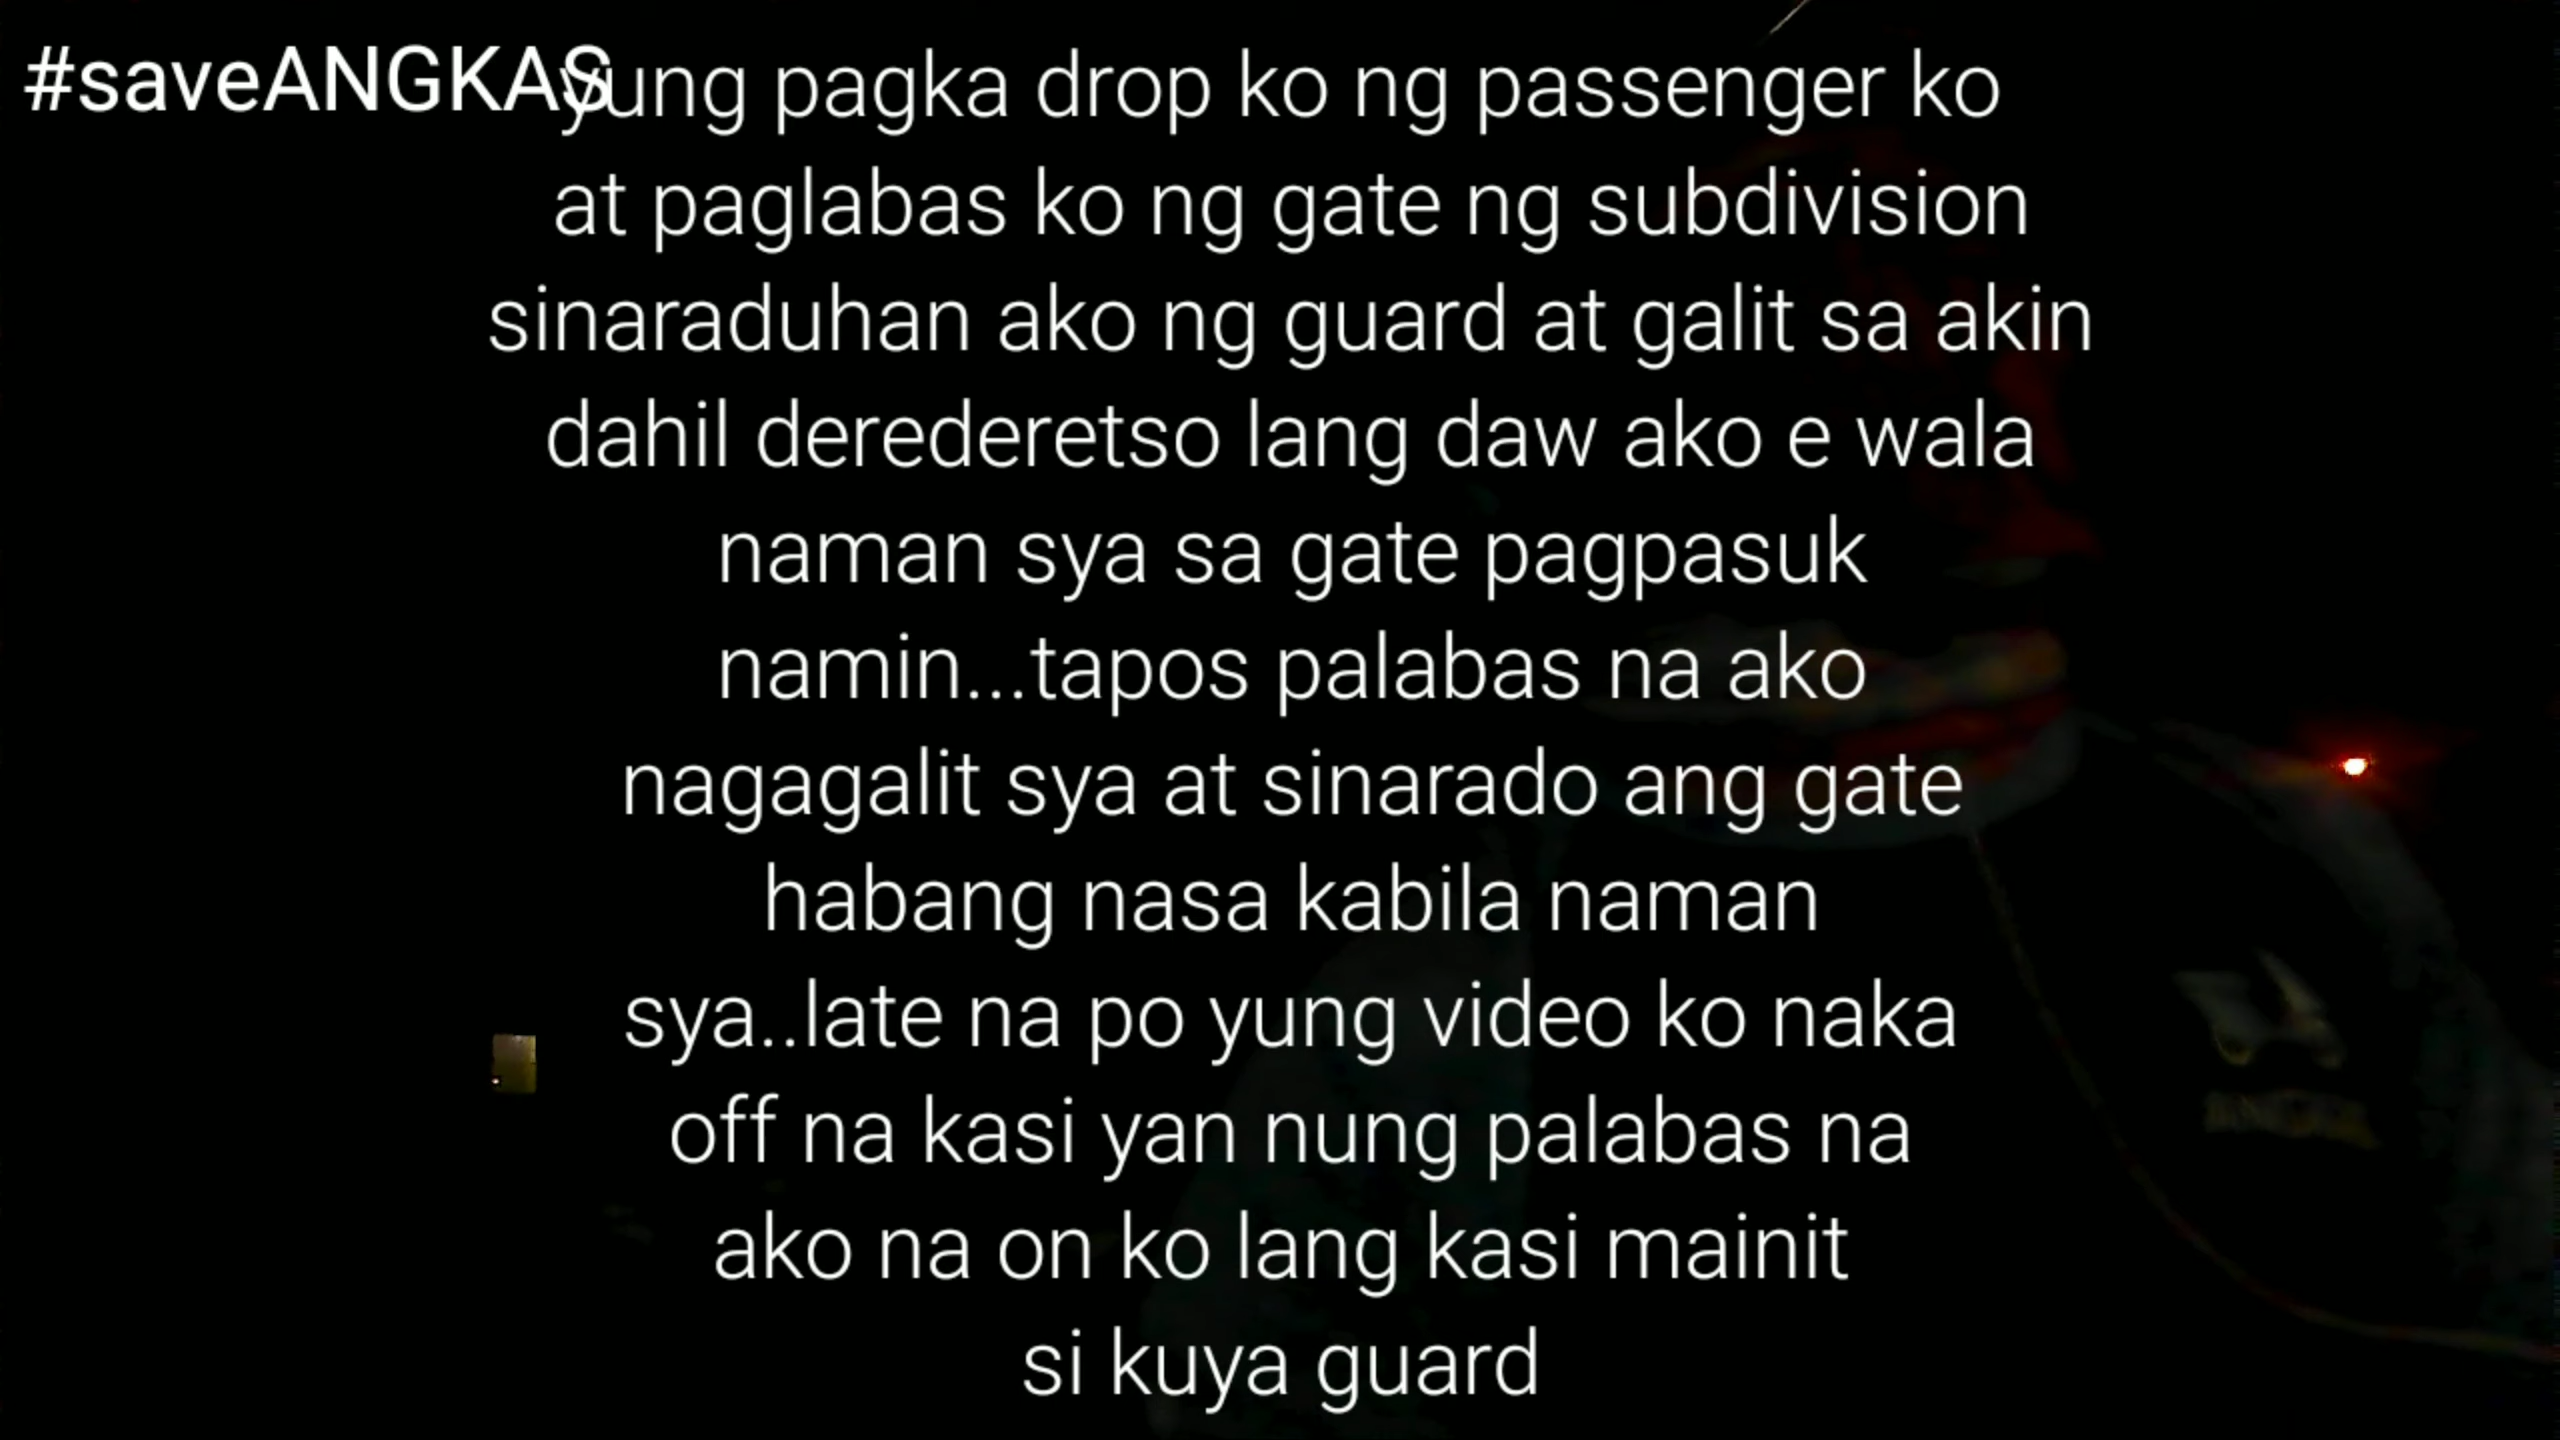 #saveANGKAS
yung pagka drop ko ng passenger ko
at paglabas ko ng gate ng subdivision
sinaraduhan ako ng guard at galit sa akin
dahil derederetso lang daw ako e wala
naman sya sa gate pagpasuk
namin...tapos palabas na ako
nagagalit sya at sinarado ang gate
habang nasa kabila naman
sya..late na po yung video ko naka
off na kasi yan nung palabas na
ako na on ko lang kasi mainit
si kuya guard